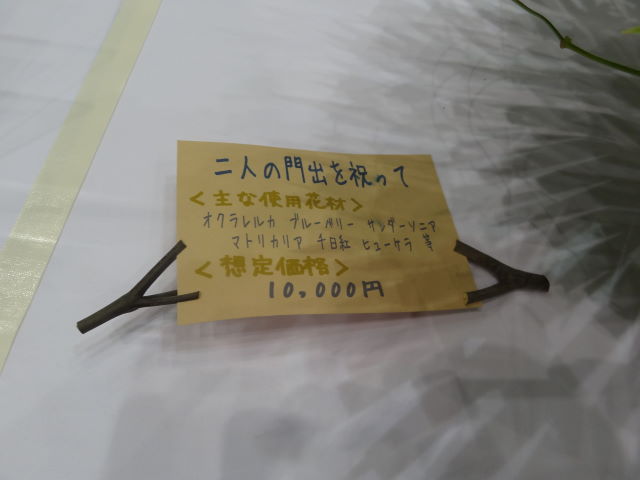 二人の門出を祝って
<主な使用花材>
オクラレルカ ブルーベリー サンダーソニア
マトリカリア 千日紅 ヒューケラ 等
<想定価格>
10,000円